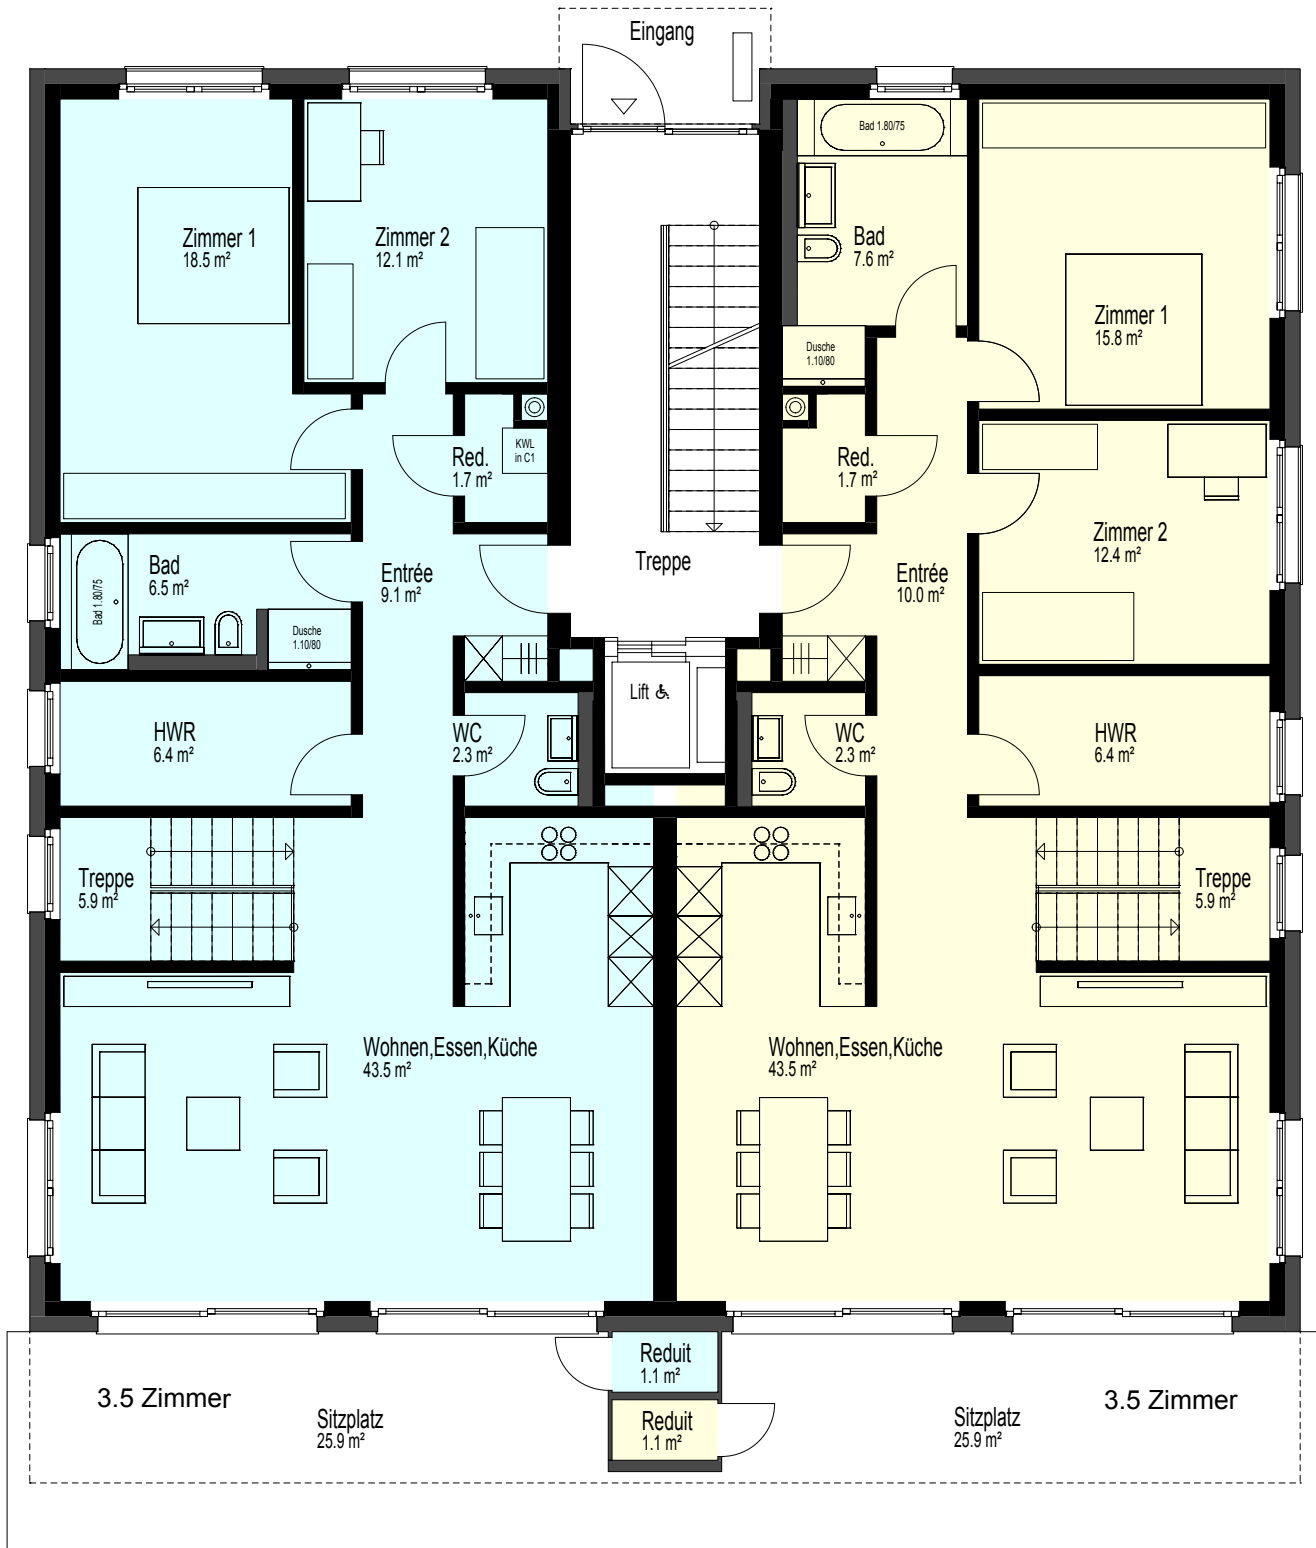 Eingang
Bad 1.80/75
Zimmer 1
18.5 m²
Zimmer 2
12.1 m²
Bad
7.6 m²
Zimmer 1
15.8 m²
Dusche
1.10/80
KWL
in C1
Red.
1.7 m²
Red.
1.7 m²
Zimmer 2
12.4 m²
Bad 1.80/75
Bad
6.5 m²
Entrée
9.1 m²
Treppe
Entrée
10.0 m²
Dusche
1.10/80
Lift
HWR
6.4 m²
WC
2.3 m²
WC
2.3 m²
HWR
6.4 m²
Treppe
5.9 m²
Treppe
5.9 m²
Wohnen,Essen,Küche
43.5 m²
Wohnen,Essen,Küche
43.5 m²
Reduit
1.1 m²
3.5 Zimmer
3.5 Zimmer
Sitzplatz
25.9 m²
Reduit
1.1 m²
Sitzplatz
25.9 m²